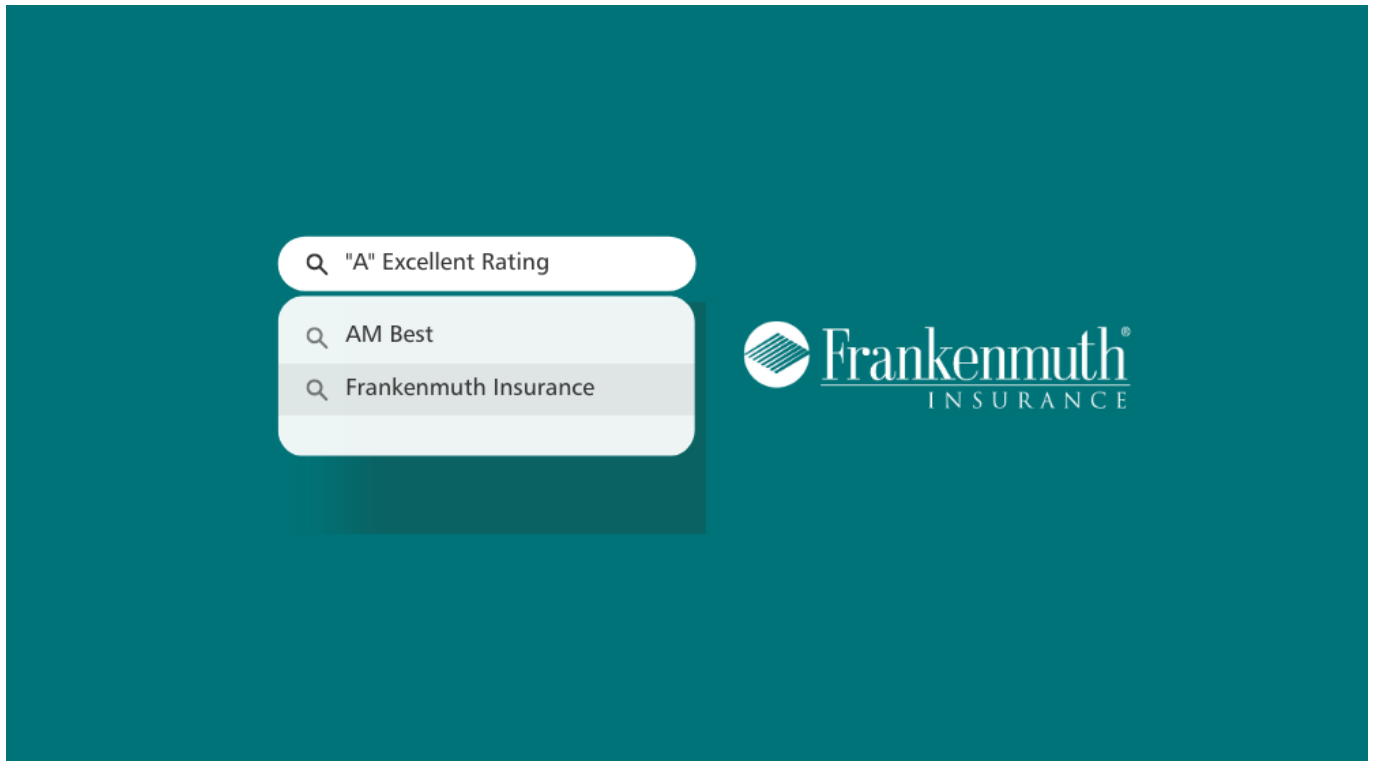 "A" Excellent Rating
AM Best
Frankenmuth Insurance
Frankenmuth®
INSURANCE